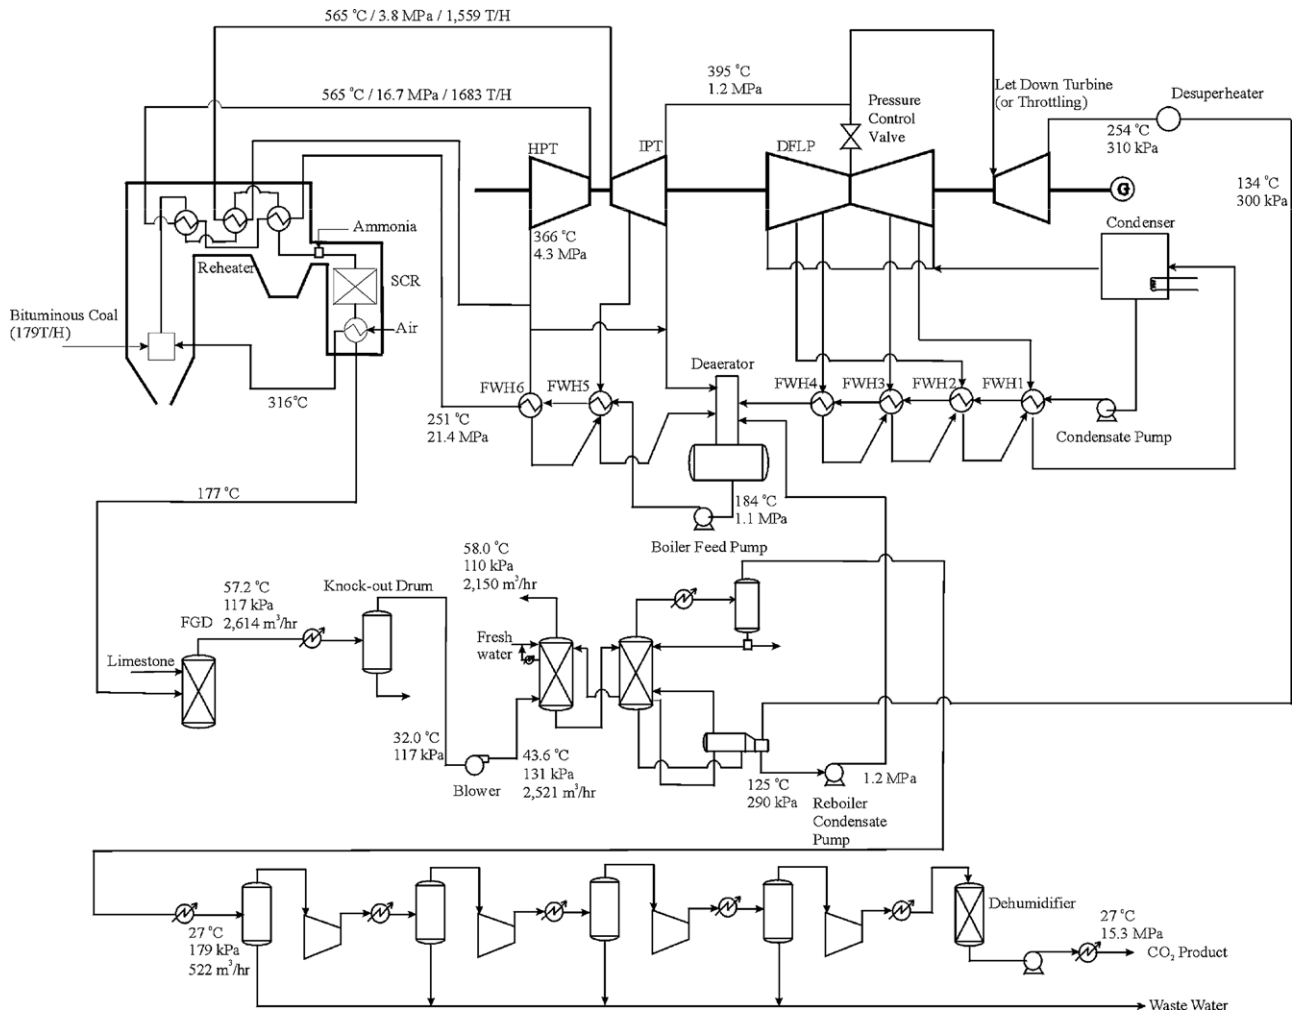 565 °C / 3.8 MPa / 1,559 T/H
565 °C / 16.7 MPa / 1683 T/H
395 °C
1.2 MPa
Pressure
Control
Valve
Let Down Turbine
(or Throttling)
Desuperheater
254 °C
310 kPa
134 °C
300 kPa
HPT
IPT
DFLP
G
366 °C
4.3 MPa
Condenser
Ammonia
Reheater
SCR
Air
Bituminous Coal
(179T/H)
316°C
251 °C
21.4 MPa
FWH6
FWH5
Deaerator
FWH4
FWH3
FWH2
FWH1
Condensate Pump
177 °C
184 °C
1.1 MPa
Boiler Feed Pump
57.2 °C
117 kPa
2,614 m³/hr
FGD
Limestone
Knock-out Drum
58.0 °C
110 kPa
2,150 m³/hr
Fresh
water
32.0 °C
117 kPa
Blower
43.6 °C
131 kPa
2,521 m³/hr
125 °C
290 kPa
1.2 MPa
Reboiler
Condensate
Pump
27 °C
179 kPa
522 m³/hr
Dehumidifier
27 °C
15.3 MPa
CO₂ Product
Waste Water